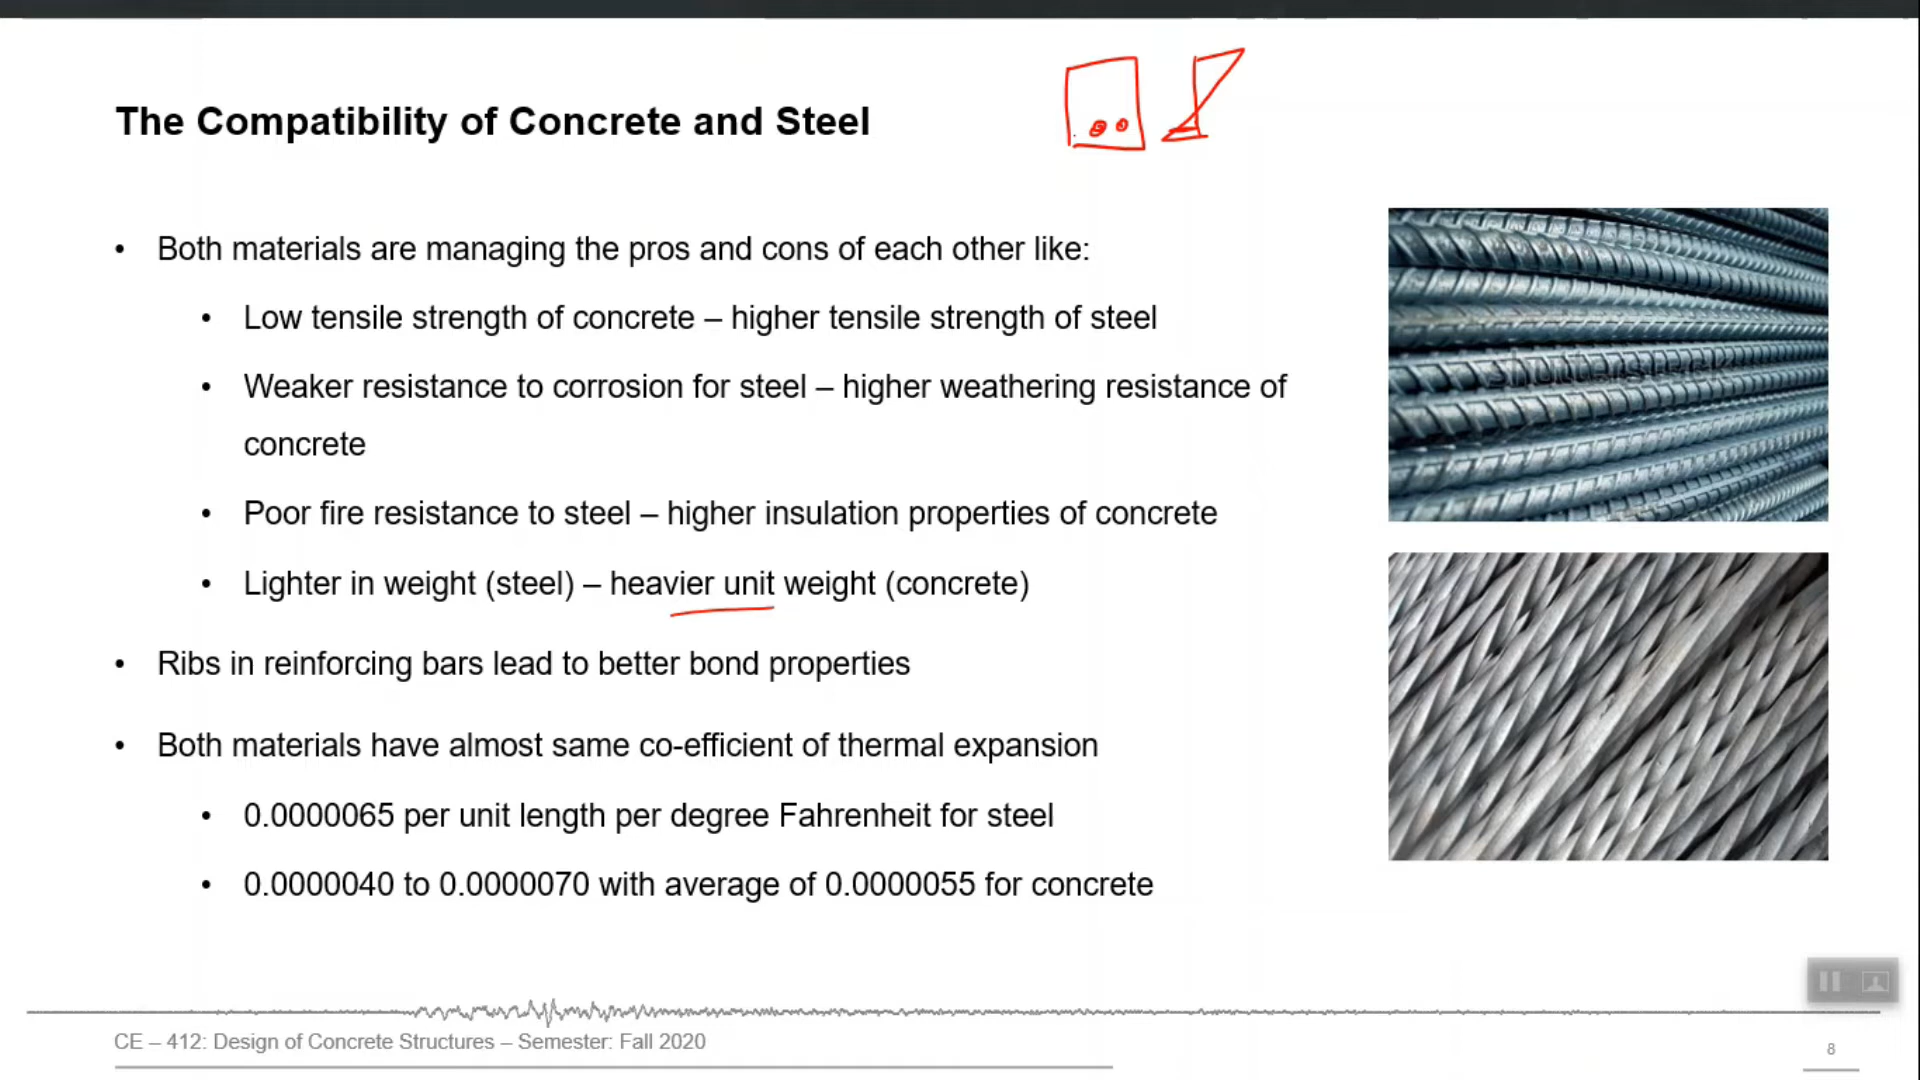 The Compatibility of Concrete and Steel
• Both materials are managing the pros and cons of each other like:
• Low tensile strength of concrete – higher tensile strength of steel
• Weaker resistance to corrosion for steel – higher weathering resistance of
concrete
• Poor fire resistance to steel – higher insulation properties of concrete
• Lighter in weight (steel) – heavier unit weight (concrete)
• Ribs in reinforcing bars lead to better bond properties
• Both materials have almost same co-efficient of thermal expansion
• 0.0000065 per unit length per degree Fahrenheit for steel
• 0.0000040 to 0.0000070 with average of 0.0000055 for concrete
shutterstock
CE – 412: Design of Concrete Structures – Semester: Fall 2020
8